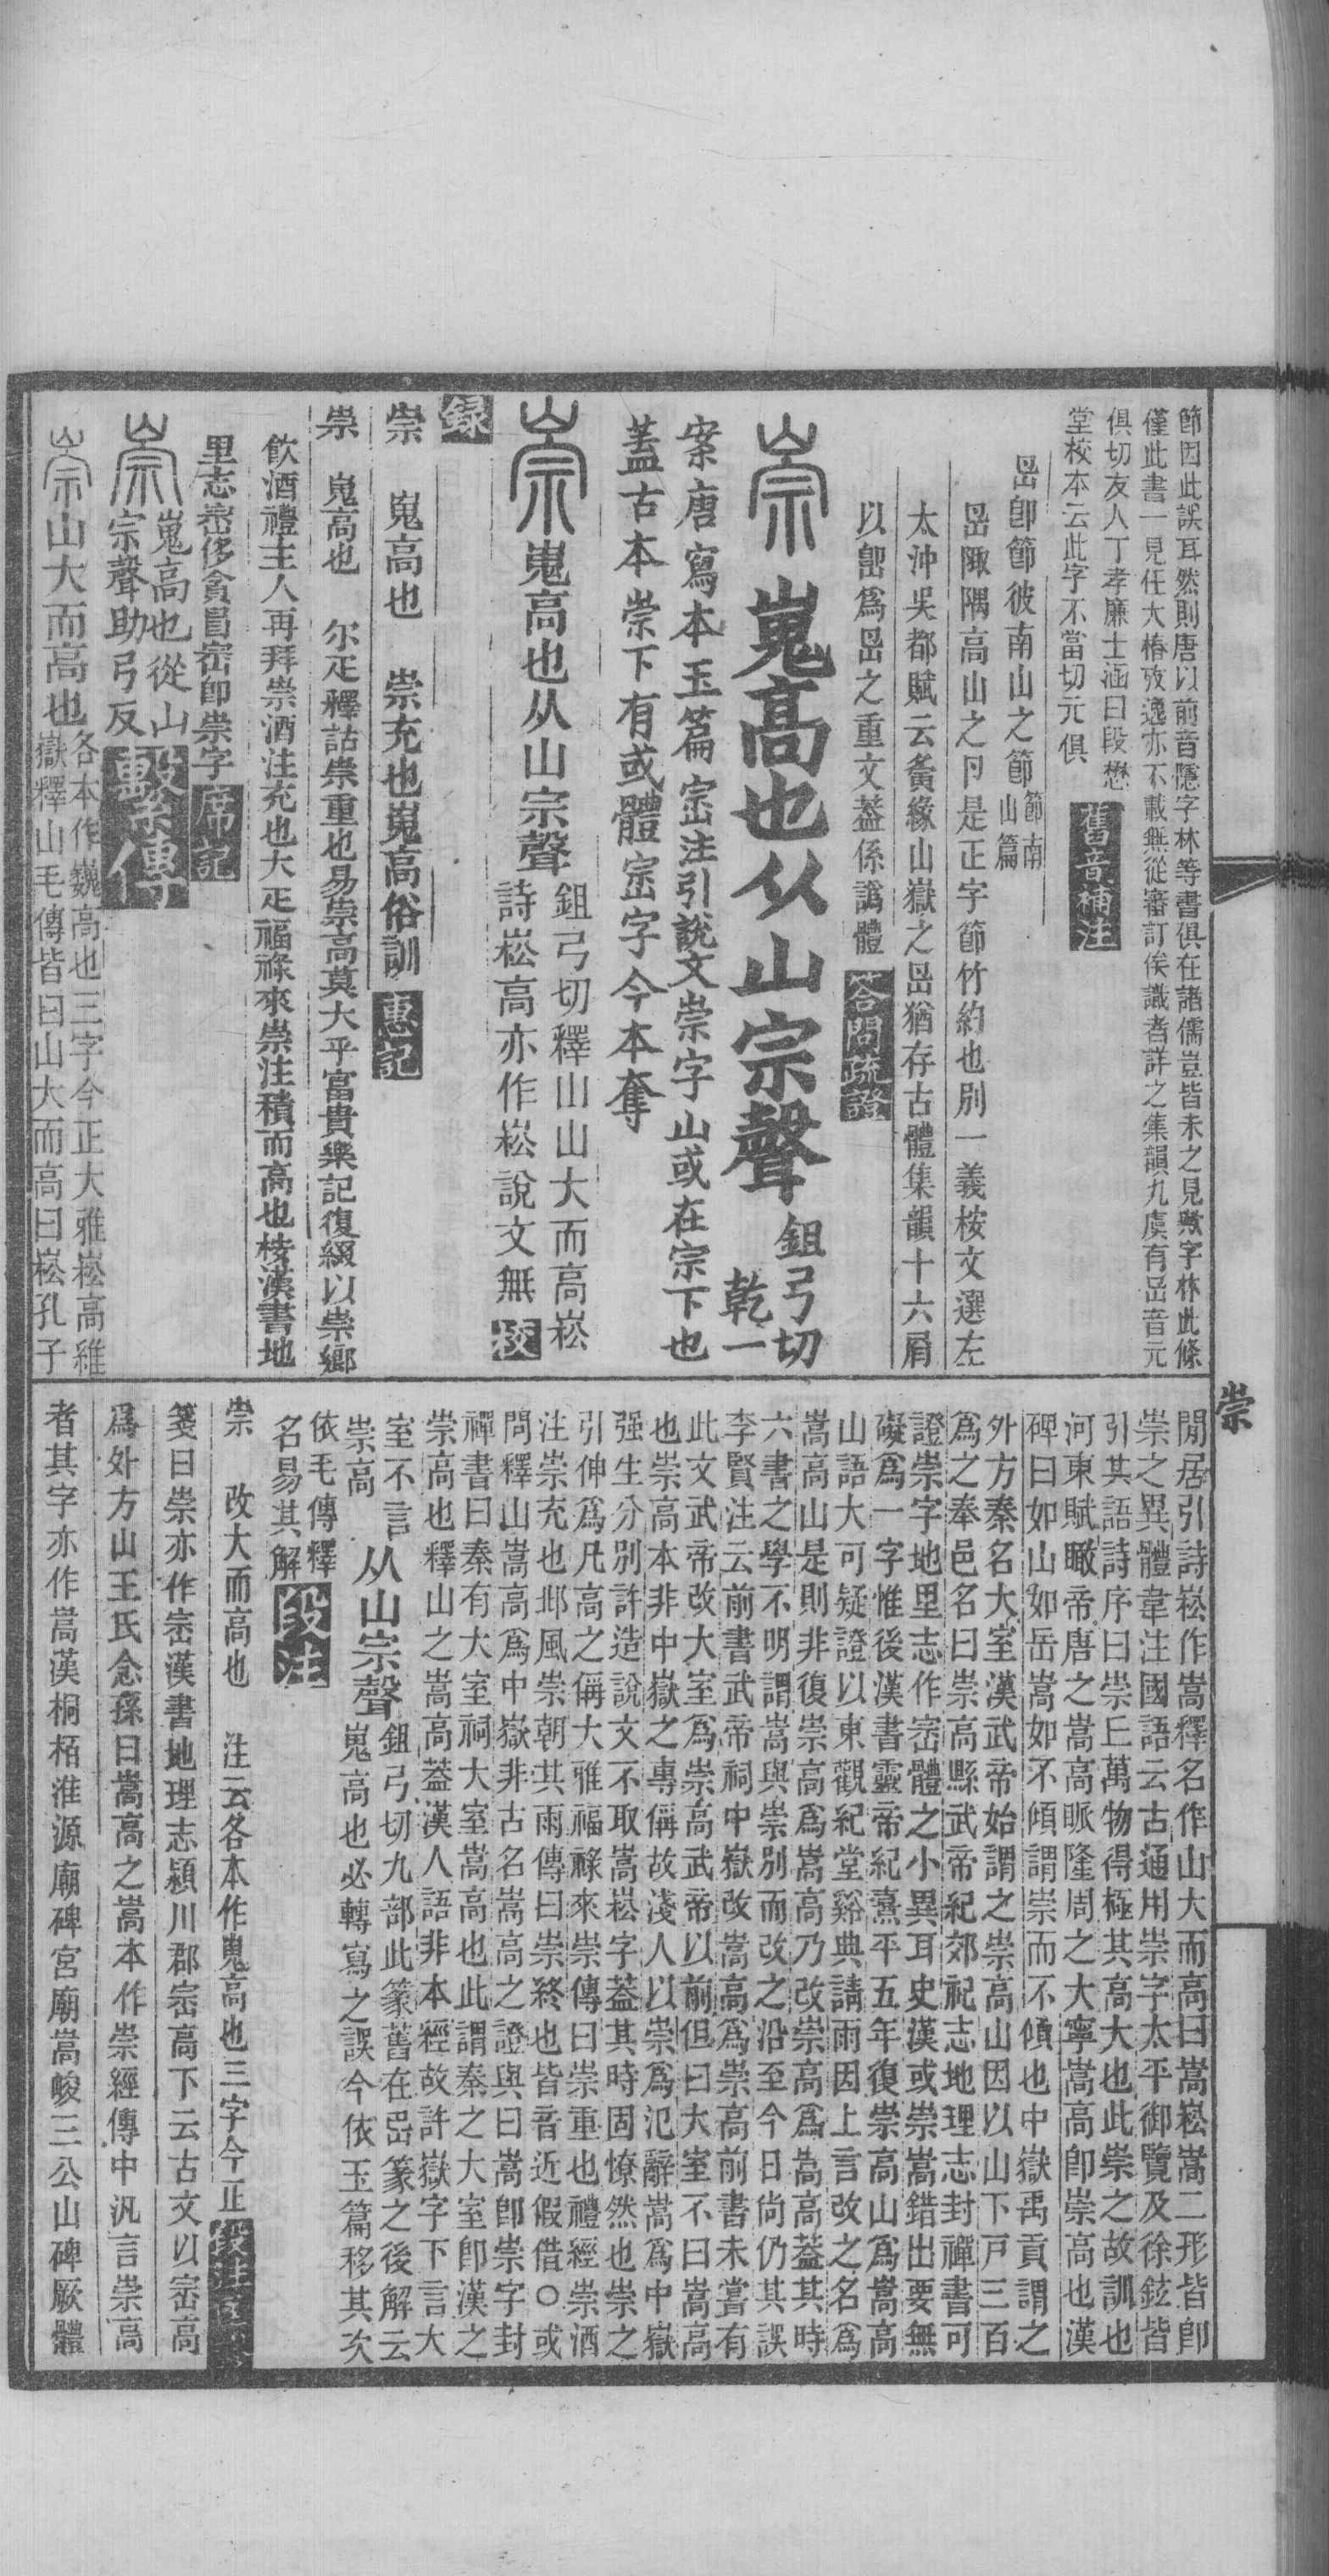 節因此誤耳然則唐以前音隱字林等書俱在諸儒豈皆未之見歟字林此條
僅此書一見任大椿攷逸亦不載無從審訂俟識者詳之集韻九虞有嵒音元
俱切友人丁孝廉士涵曰段懋
堂校本云此字不當切元俱
舊音補注
嵒卽節彼南山之節
節南
山篇
嵒陬隅高山之卪是正字節竹約也別一義桉文選左
太沖吳都賦云夤緣山嶽之嵒猶存古體集韻十六屑
以卽爲嵒之重文葢係譌體
答問疏證
崇
嵬高也从山宗聲
鉏弓切
乾一
案唐寫本玉篇崈注引說文崇字山或在宗下也
蓋古本崇下有或體崈字今本奪
崇
嵬高也从山宗聲
鉏弓切釋山山大而高崧
詩崧高亦作崧說文無
校
録
崇 嵬高也 崇充也嵬高俗訓
惠記
崇 嵬高也 尔疋釋詁崇重也易崇高莫大乎富貴樂記復綴以崇鄉
飮酒禮主人再拜崇酒注充也大疋福祿來崇注積而高也桉漢書地
里志崈侈貪冒崈卽崇字
席記
崇
嵬高也從山
宗聲助弓反
繫傳
崇
山大而高也
各本作巍高也三字今正大雅崧高維
嶽釋山毛傳皆曰山大而高曰崧孔子
崇
閒居引詩崧作嵩釋名作山大而高曰嵩崧嵩二形皆卽
崇之異體韋注國語云古通用崇字太平御覽及徐鉉皆
引其語詩序曰崇丘萬物得極其高大也此崇之故訓也
河東賦瞰帝唐之嵩高眽隆周之大寧嵩高卽崇高也漢
碑曰如山如岳嵩如不傾謂崇而不傾也中嶽禹貢謂之
外方秦名大室漢武帝始謂之崇高山因以山下戸三百
爲之奉邑名曰崇高縣武帝紀郊祀志地理志封禪書可
證崇字地里志作崈體之小異耳史漢或崇嵩錯出要無
礙爲一字惟後漢書靈帝紀熹平五年復崇高山爲嵩高
山語大可疑證以東觀紀堂谿典請雨因上言改之名爲
嵩高山是則非復崇高爲嵩高乃改崇高爲嵩高葢其時
六書之學不明謂嵩與崇別而改之沿至今日尚仍其誤
李賢注云前書武帝祠中嶽改嵩高爲崇高前書未嘗有
此文武帝改大室爲崇高武帝以前但曰大室不曰嵩高
也崇高本非中嶽之專偁故淺人以崇爲氾辭嵩爲中嶽
强生分別許造說文不取嵩崧字葢其時固憭然也崇之
引伸爲凡高之偁大雅福祿來崇傳曰崇重也禮經崇酒
注崇充也邶風崇朝其雨傳曰崇終也皆音近假借○或
問釋山嵩高爲中嶽非古名嵩高之證與曰嵩卽崇字封
禪書曰秦有大室祠大室嵩高也此謂秦之大室卽漢之
崇高也釋山之嵩高葢漢人語非本經故許嶽字下言大
室不言
崇高
从山宗聲
鉏弓切九部此篆舊在嵒篆之後解云
嵬高也必轉寫之誤今依玉篇移其次
依毛傳釋
名易其解
段注
崇 改大而高也 注云各本作嵬高也三字今正
箋曰崇亦作崈漢書地理志潁川郡崈高下云古文以崈高
爲外方山王氏念孫曰嵩高之嵩本作崇經傳中汎言崇高
者其字亦作嵩漢桐栢淮源廟碑宮廟嵩峻三公山碑厥體